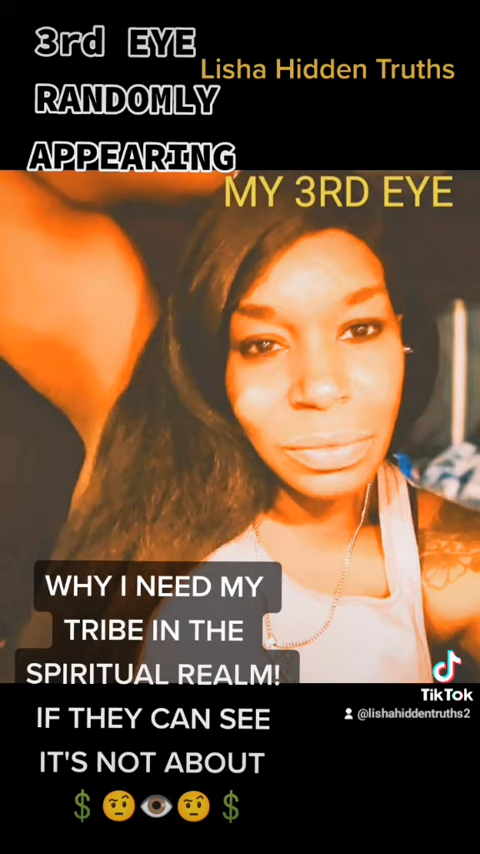 3rd EYE
RANDOMLY
APPEARING
Lisha Hidden Truths
MY 3RD EYE
WHY I NEED MY
TRIBE IN THE
SPIRITUAL REALM!
IF THEY CAN SEE
IT'S NOT ABOUT
$🤨👁️🤨$
TikTok
@lishahiddentruths2